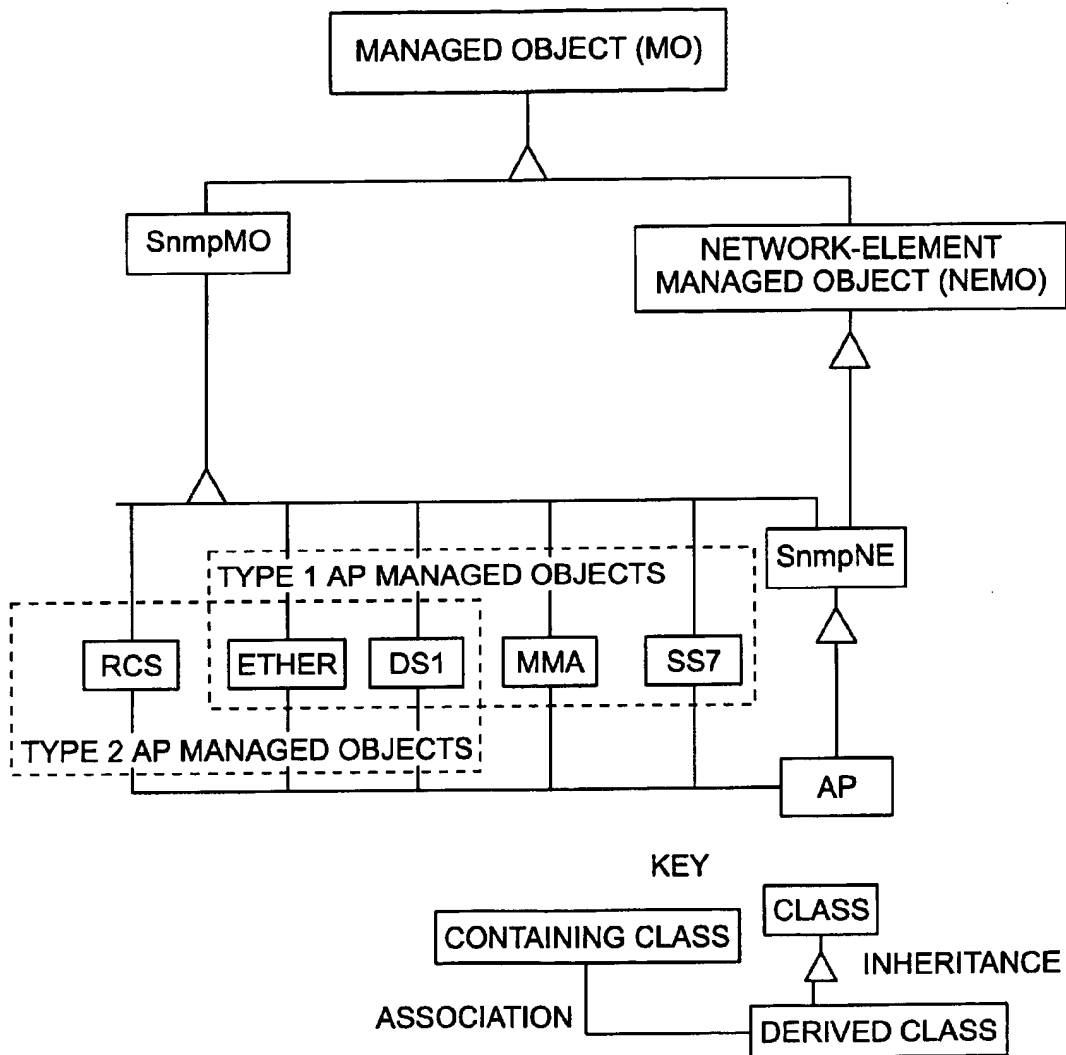 MANAGED OBJECT (MO)
SnmpMO
NETWORK-ELEMENT
MANAGED OBJECT (NEMO)
SnmpNE
TYPE 1 AP MANAGED OBJECTS
RCS
ETHER
DS1
MMA
SS7
TYPE 2 AP MANAGED OBJECTS
AP
KEY
CLASS
CONTAINING CLASS
INHERITANCE
ASSOCIATION
DERIVED CLASS